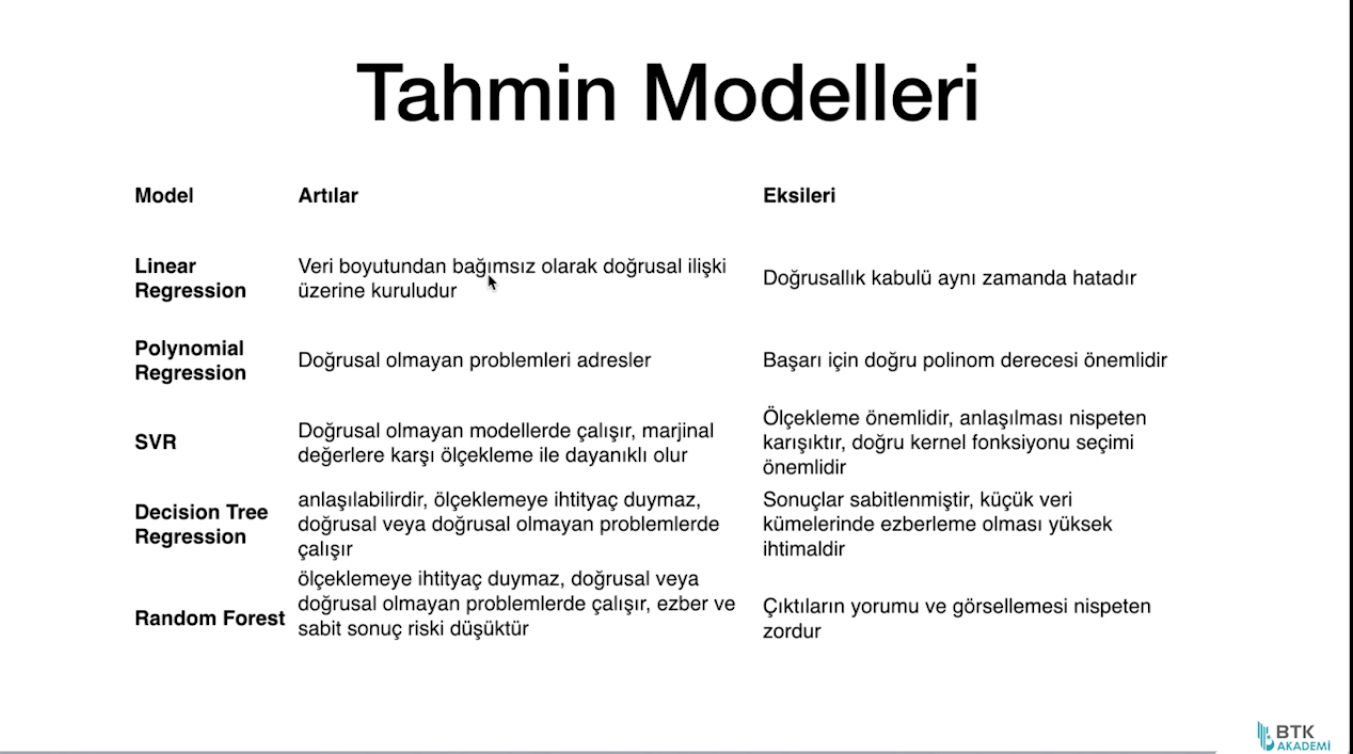 Tahmin Modelleri
Model
Artılar
Eksileri
Linear
Regression
Veri boyutundan bağımsız olarak doğrusal ilişki
üzerine kuruludur
Doğrusallık kabulü aynı zamanda hatadır
Polynomial
Regression
Doğrusal olmayan problemleri adresler
Başarı için doğru polinom derecesi önemlidir
SVR
Doğrusal olmayan modellerde çalışır, marjinal
değerlere karşı ölçekleme ile dayanıklı olur
Ölçekleme önemlidir, anlaşılması nispeten
karışıktır, doğru kernel fonksiyonu seçimi
önemlidir
Decision Tree
Regression
anlaşılabilirdir, ölçeklemeye ihtityaç duymaz,
doğrusal veya doğrusal olmayan problemlerde
çalışır
Sonuçlar sabitlenmiştir, küçük veri
kümelerinde ezberleme olması yüksek
ihtimaldir
Random Forest
ölçeklemeye ihtityaç duymaz, doğrusal veya
doğrusal olmayan problemlerde çalışır, ezber ve
sabit sonuç riski düşüktür
Çıktıların yorumu ve görsellemesi nispeten
zordur
BTK
AKADEMİ